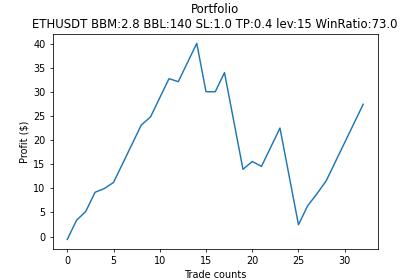 Portfolio
ETHUSDT BBM:2.8 BBL:140 SL:1.0 TP:0.4 lev:15 WinRatio:73.0
40
35
30
25
20
15
10
5
0
Profit ($)
0 5 10 15 20 25 30
Trade counts